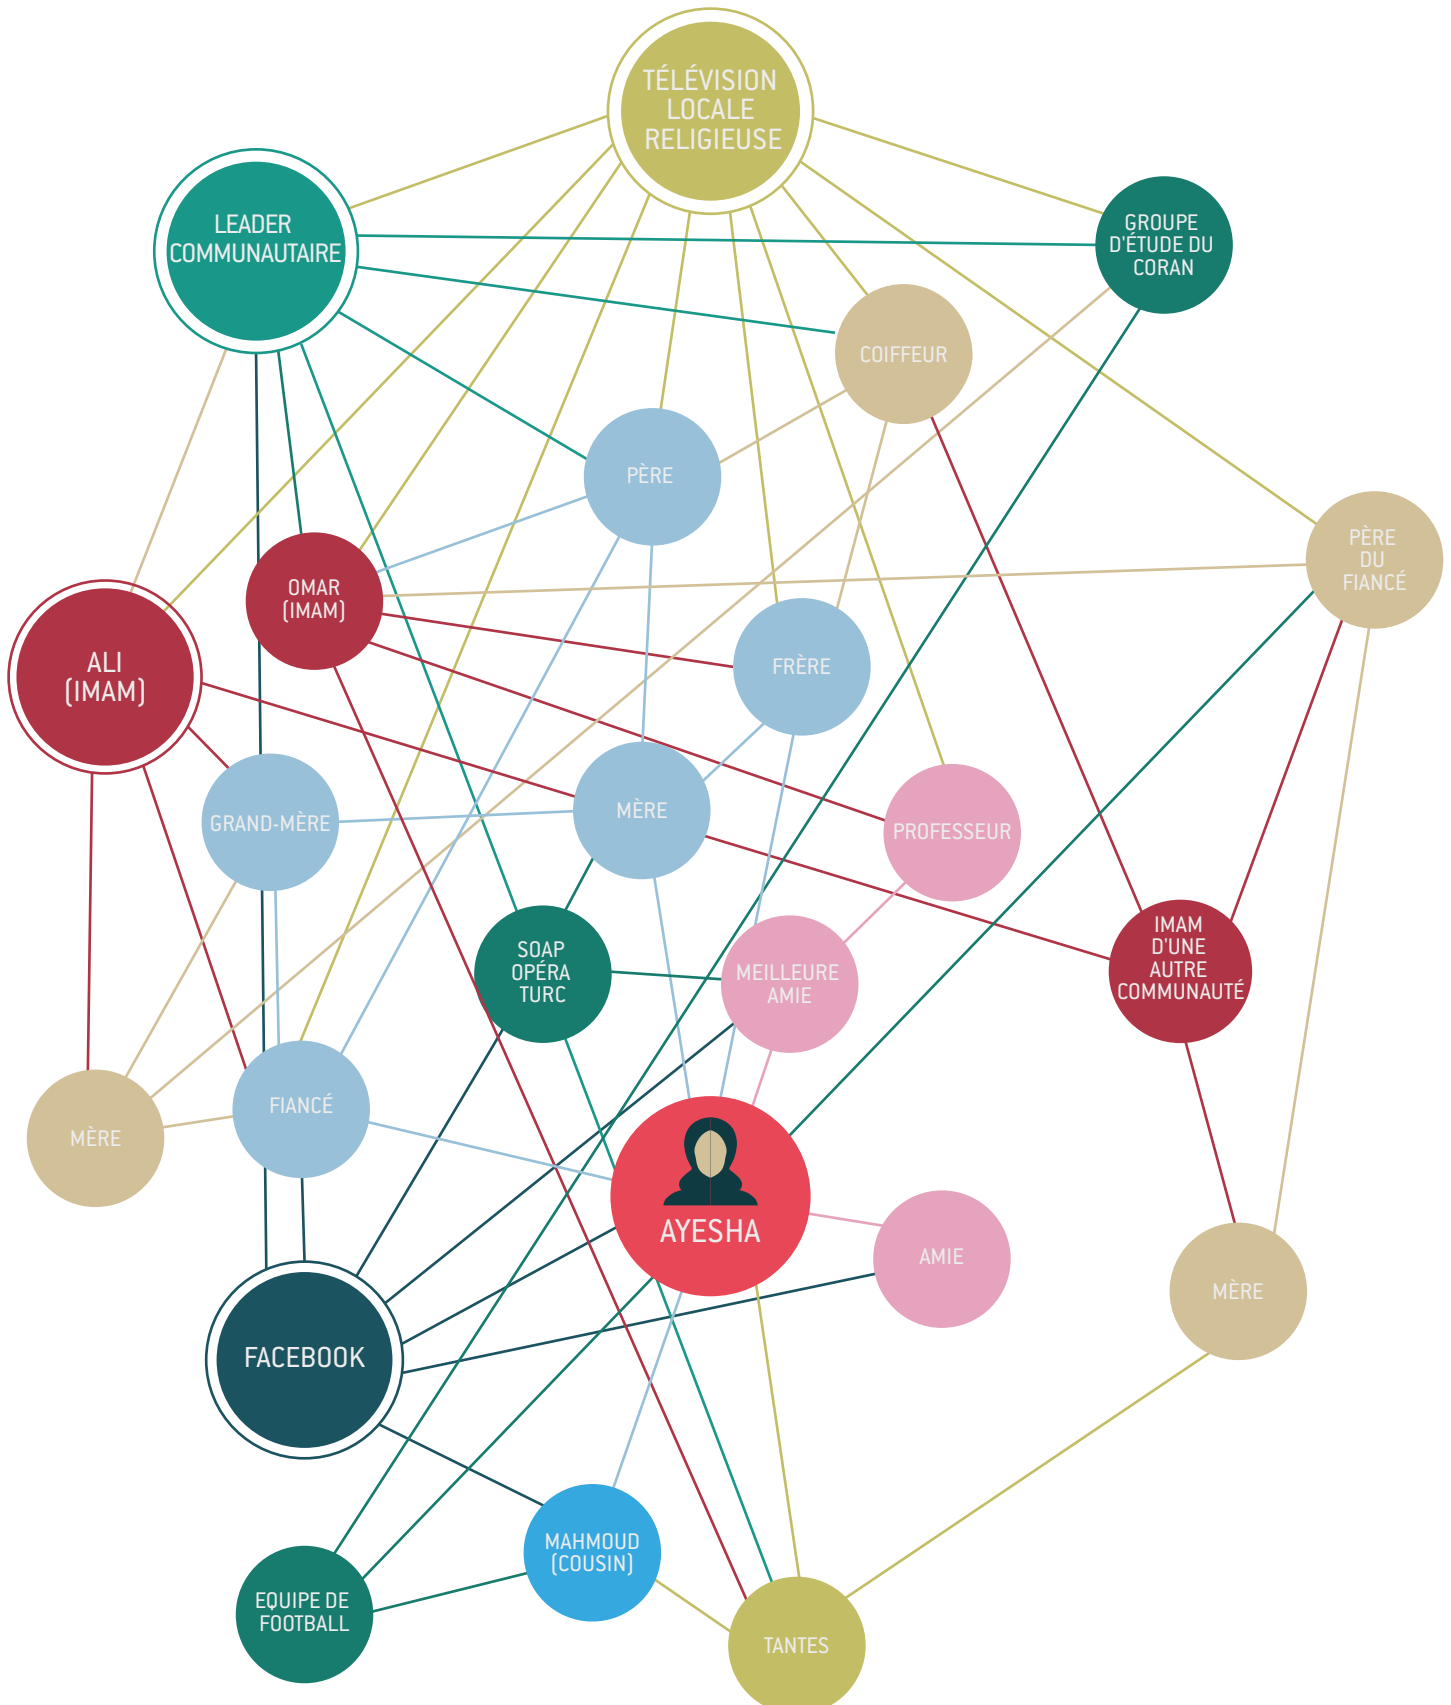 TÉLÉVISION
LOCALE
RELIGIEUSE
LEADER
COMMUNAUTAIRE
GROUPE
D'ÉTUDE DU
CORAN
COIFFEUR
PÈRE
PÈRE
DU
FIANCÉ
OMAR
(IMAM)
ALI
(IMAM)
FRÈRE
GRAND-MÈRE
MÈRE
PROFESSEUR
SOAP
OPÉRA
TURC
MEILLEURE
AMIE
IMAM
D'UNE
AUTRE
COMMUNAUTÉ
FIANCÉ
MÈRE
AYESHA
AMIE
MÈRE
FACEBOOK
MAHMOUD
(COUSIN)
EQUIPE DE
FOOTBALL
TANTES